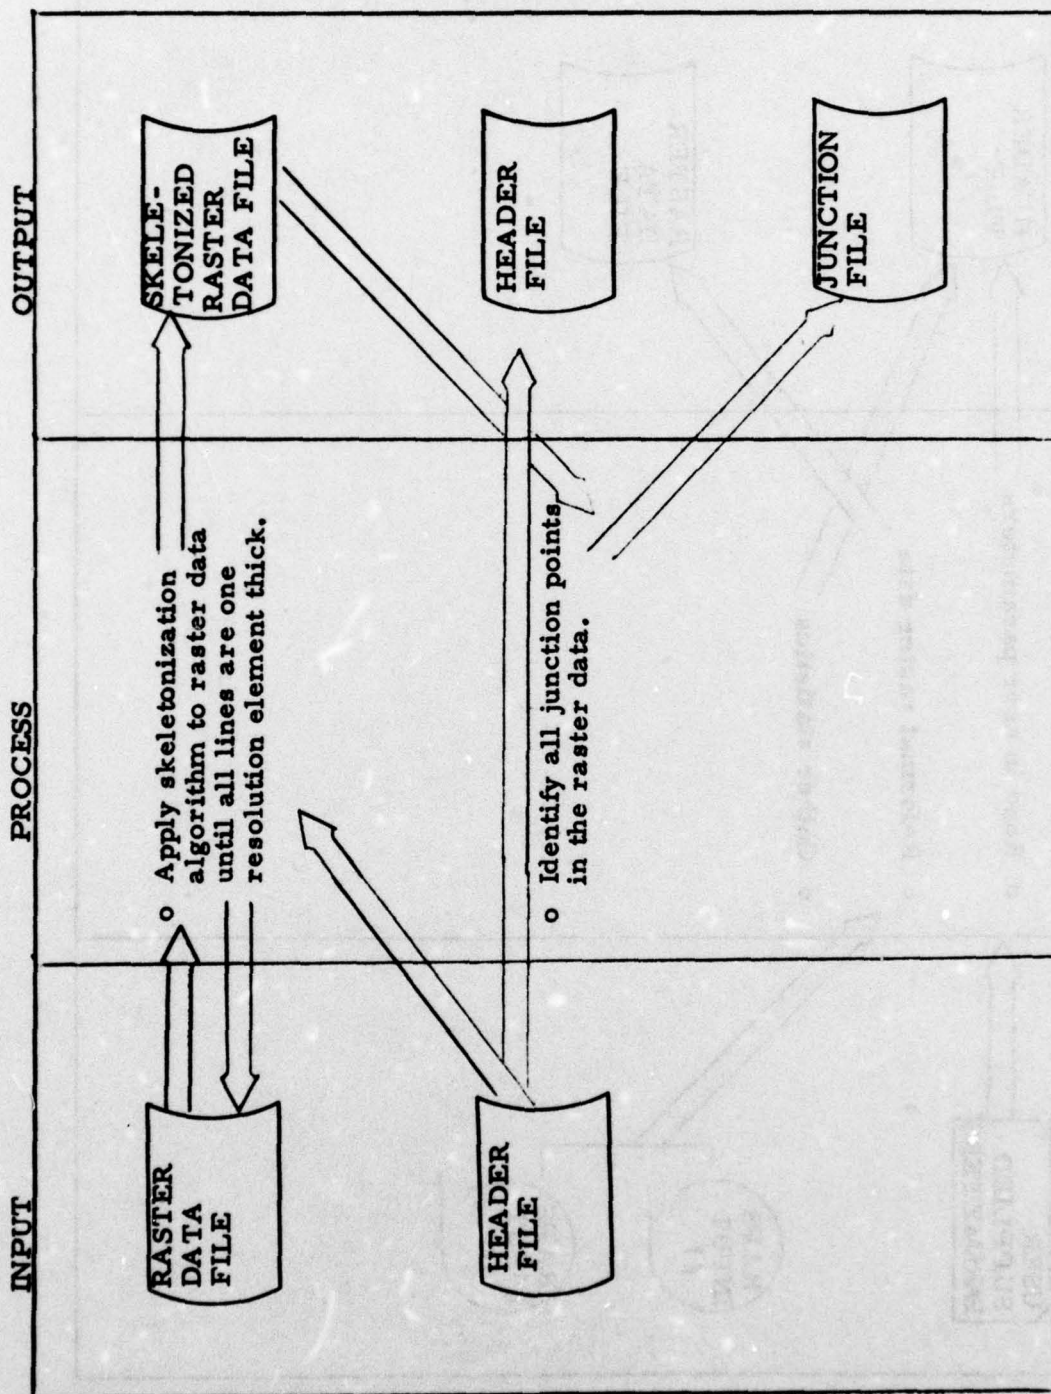 INPUT
PROCESS
OUTPUT
RASTER
DATA
FILE
o Apply skeletonization
algorithm to raster data
until all lines are one
resolution element thick.
SKELE-
TONIZED
RASTER
DATA FILE
HEADER
FILE
o Identify all junction points
in the raster data.
HEADER
FILE
JUNCTION
FILE